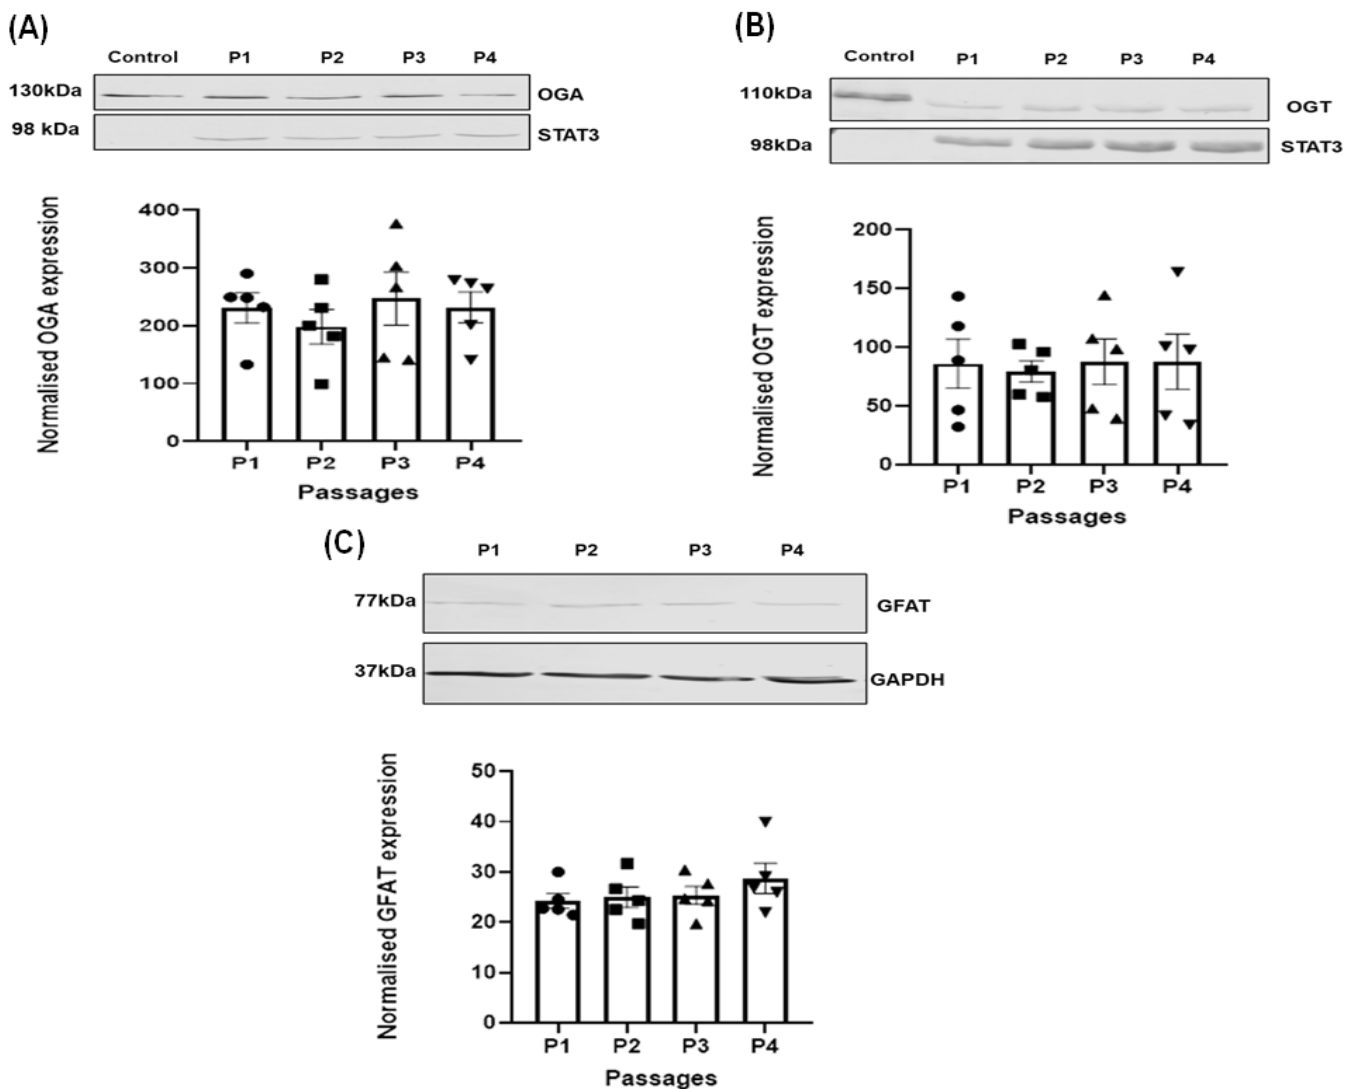 (A)
Control P1 P2 P3 P4
130kDa OGA
98 kDa STAT3
Normalised OGA expression
400
300
200
100
0
P1 P2 P3 P4
Passages
(B)
Control P1 P2 P3 P4
110kDa OGT
98kDa STAT3
Normalised OGT expression
200
150
100
50
0
P1 P2 P3 P4
Passages
(C)
P1 P2 P3 P4
77kDa GFAT
37kDa GAPDH
Normalised GFAT expression
50
40
30
20
10
0
P1 P2 P3 P4
Passages